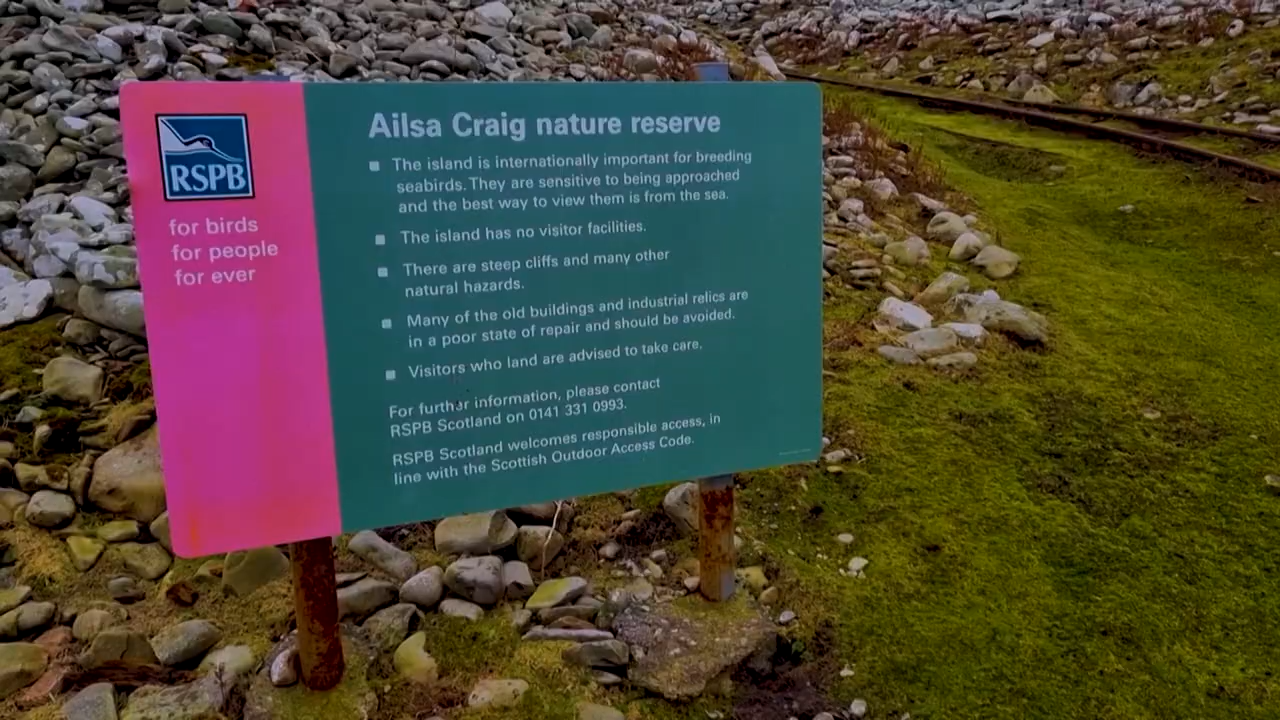 RSPB
for birds
for people
for ever
Ailsa Craig nature reserve
The island is internationally important for breeding
seabirds. They are sensitive to being approached
and the best way to view them is from the sea.
The island has no visitor facilities.
There are steep cliffs and many other
natural hazards.
Many of the old buildings and industrial relics are
in a poor state of repair and should be avoided.
Visitors who land are advised to take care.
For further information, please contact
RSPB Scotland on 0141 331 0993.
RSPB Scotland welcomes responsible access, in
line with the Scottish Outdoor Access Code.